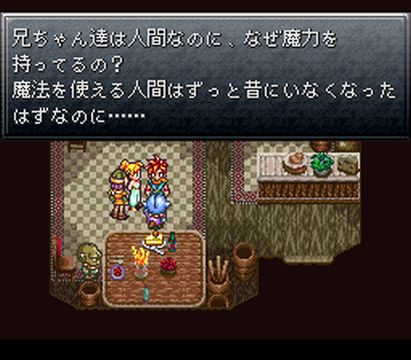 兄ちゃん達は人間なのに、なぜ魔力を
持ってるの？
魔法を使える人間はずっと昔にいなくなった
はずなのに……